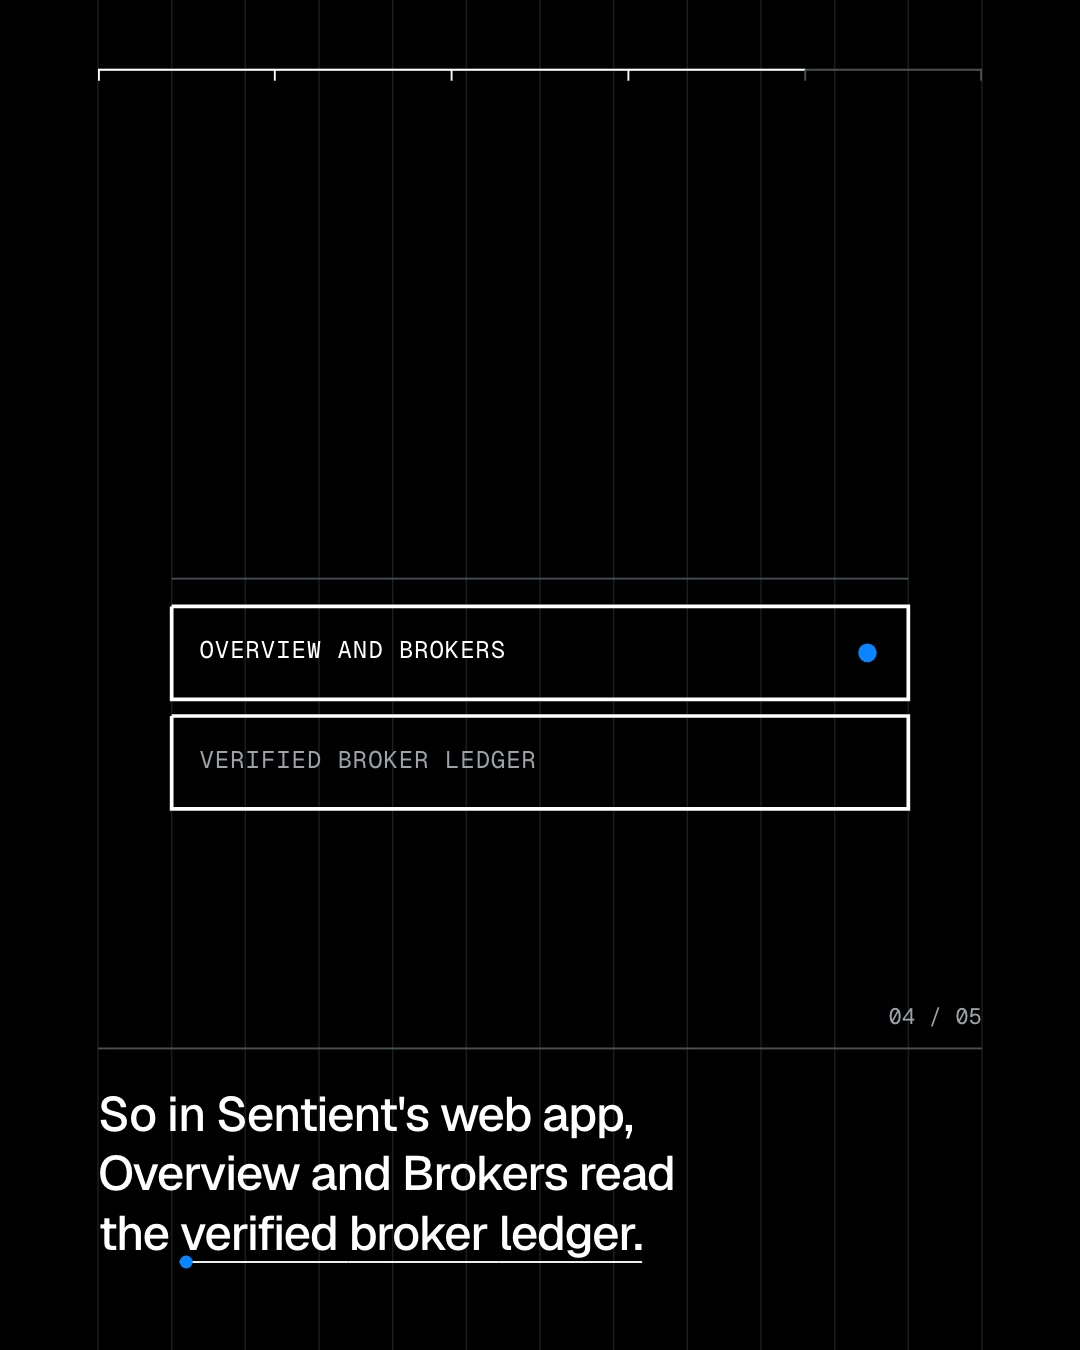 OVERVIEW AND BROKERS
VERIFIED BROKER LEDGER
04 / 05
So in Sentient's web app,
Overview and Brokers read
the verified broker ledger.